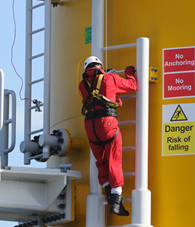 No
Anchoring
No
Mooring
Danger
Risk of
falling